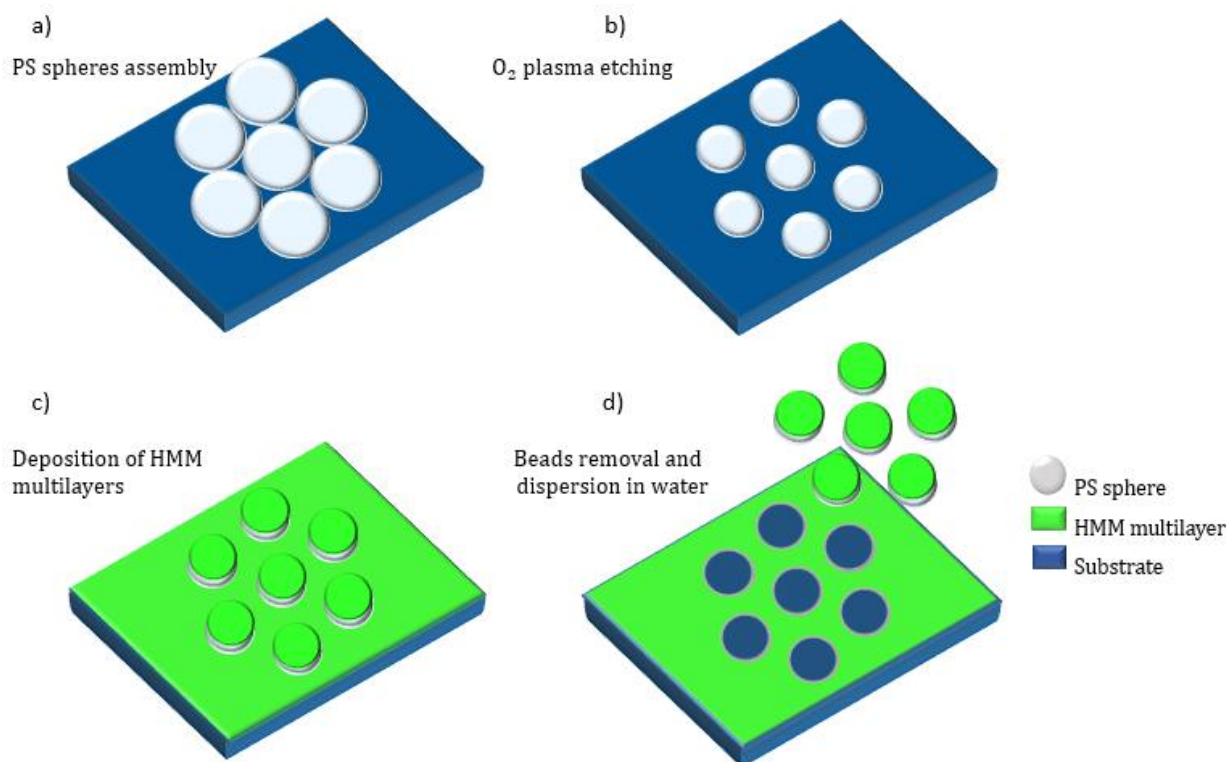 a)
PS spheres assembly
b)
O₂ plasma etching
c)
Deposition of HMM
multilayers
d)
Beads removal and
dispersion in water
PS sphere
HMM multilayer
Substrate